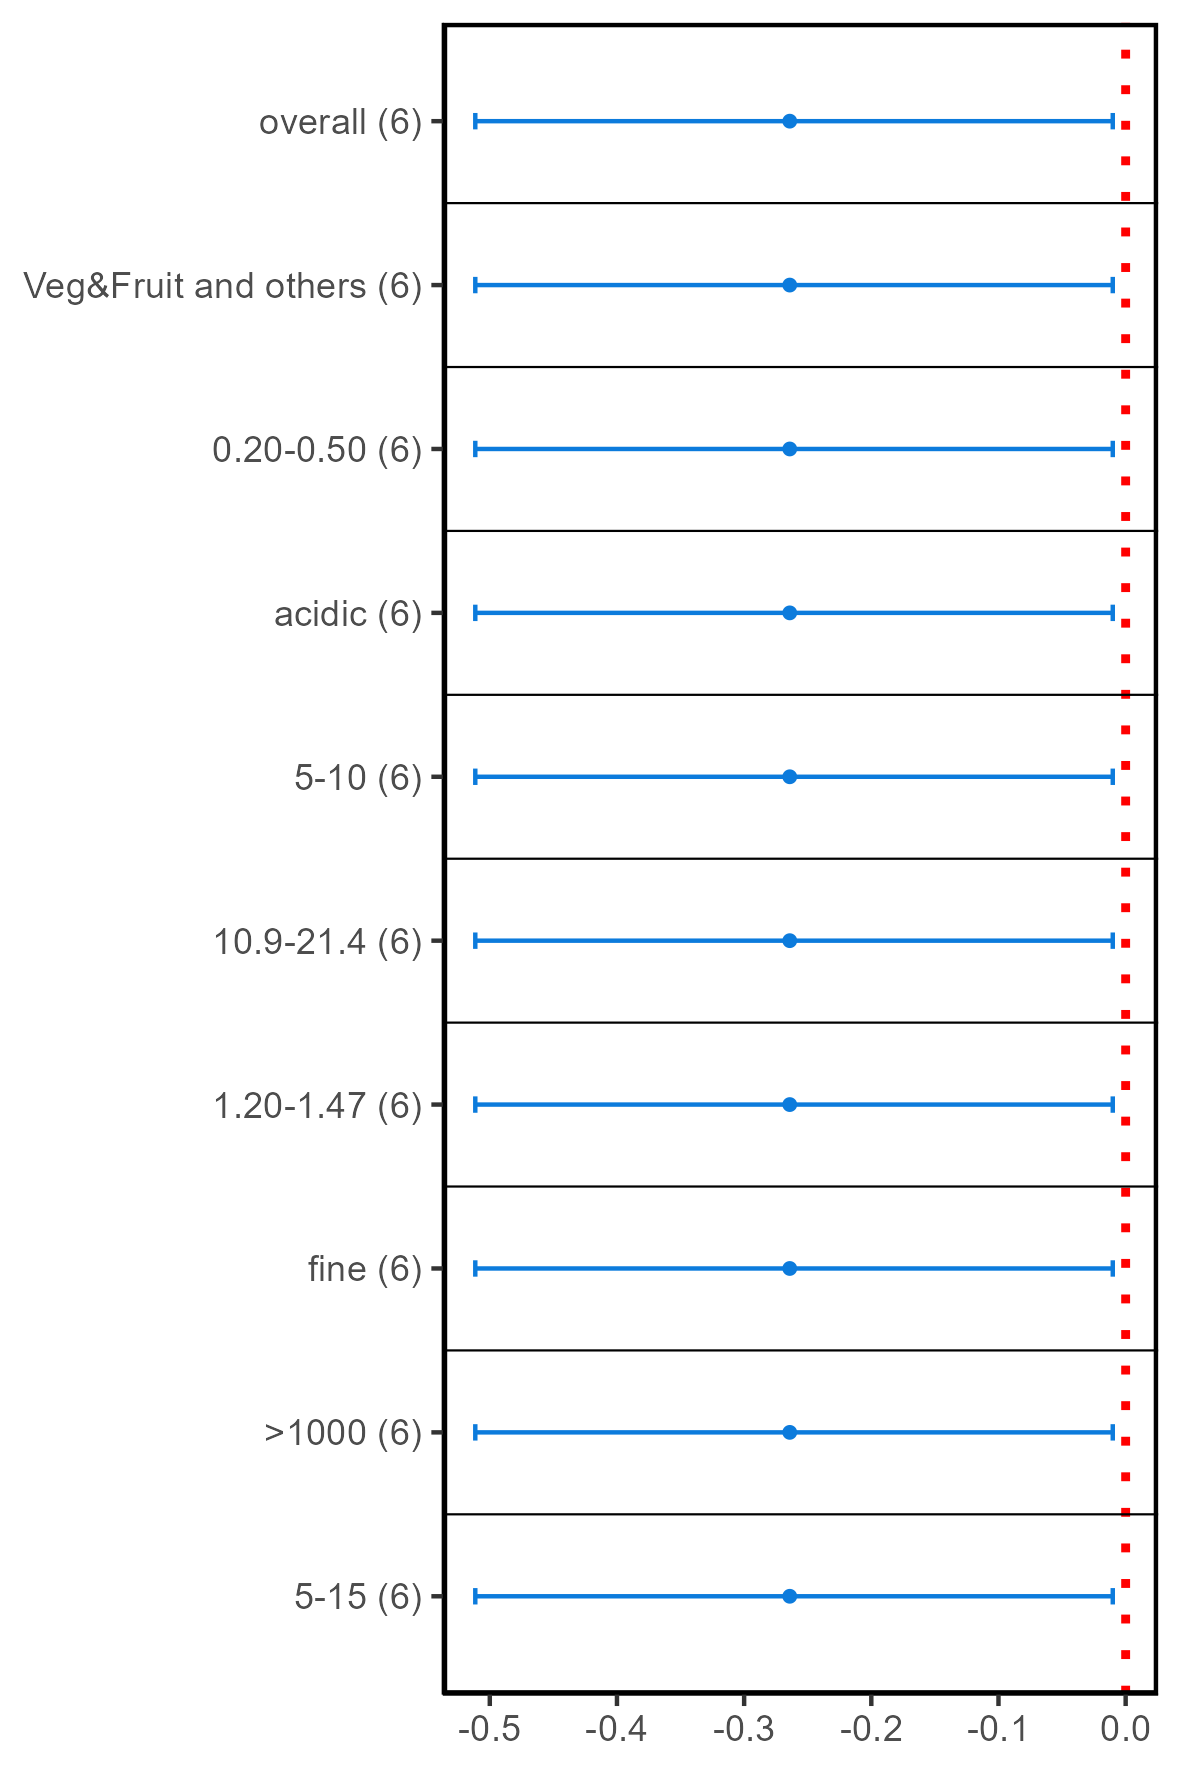 overall (6)
Veg&Fruit and others (6)
0.20-0.50 (6)
acidic (6)
5-10 (6)
10.9-21.4 (6)
1.20-1.47 (6)
fine (6)
>1000 (6)
5-15 (6)
-0.5 -0.4 -0.3 -0.2 -0.1 0.0